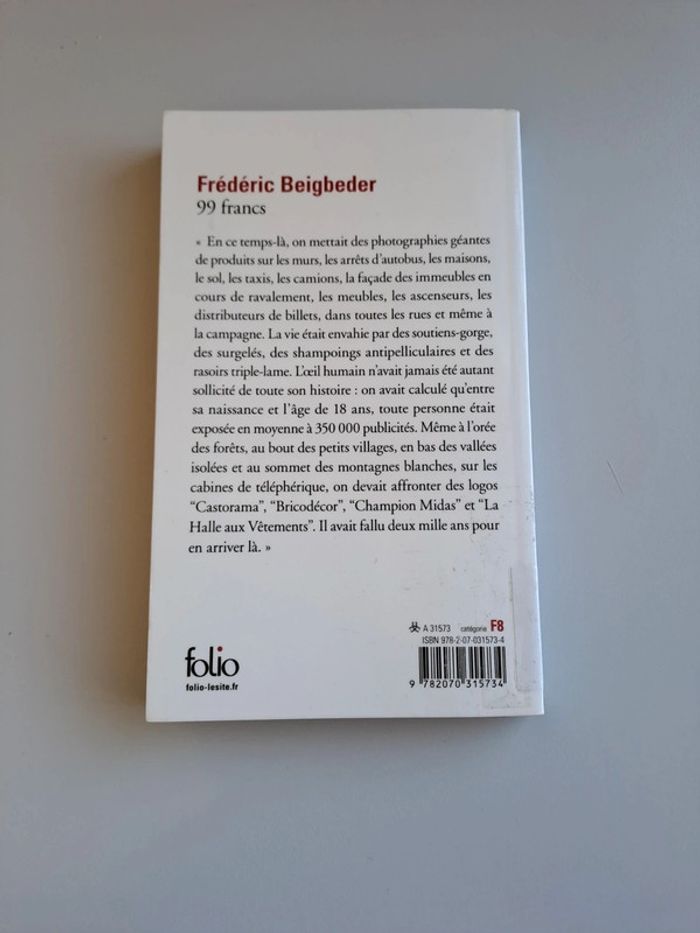 Frédéric Beigbeder
99 francs
« En ce temps-là, on mettait des photographies géantes
de produits sur les murs, les arrêts d'autobus, les maisons,
le sol, les taxis, les camions, la façade des immeubles en
cours de ravalement, les meubles, les ascenseurs, les
distributeurs de billets, dans toutes les rues et même à
la campagne. La vie était envahie par des soutiens-gorge,
des surgelés, des shampoings antipelliculaires et des
rasoirs triple-lame. L'œil humain n'avait jamais été autant
sollicité de toute son histoire : on avait calculé qu'entre
sa naissance et l'âge de 18 ans, toute personne était
exposée en moyenne à 350 000 publicités. Même à l'orée
des forêts, au bout des petits villages, en bas des vallées
isolées et au sommet des montagnes blanches, sur les
cabines de téléphérique, on devait affronter des logos
“Castorama”, “Bricodécor”, “Champion Midas” et “La
Halle aux Vêtements”. Il avait fallu deux mille ans pour
en arriver là. »
A 31573 catégorie F8
ISBN 978-2-07-031573-4
folio
folio-lesite.fr
9 782070 315734